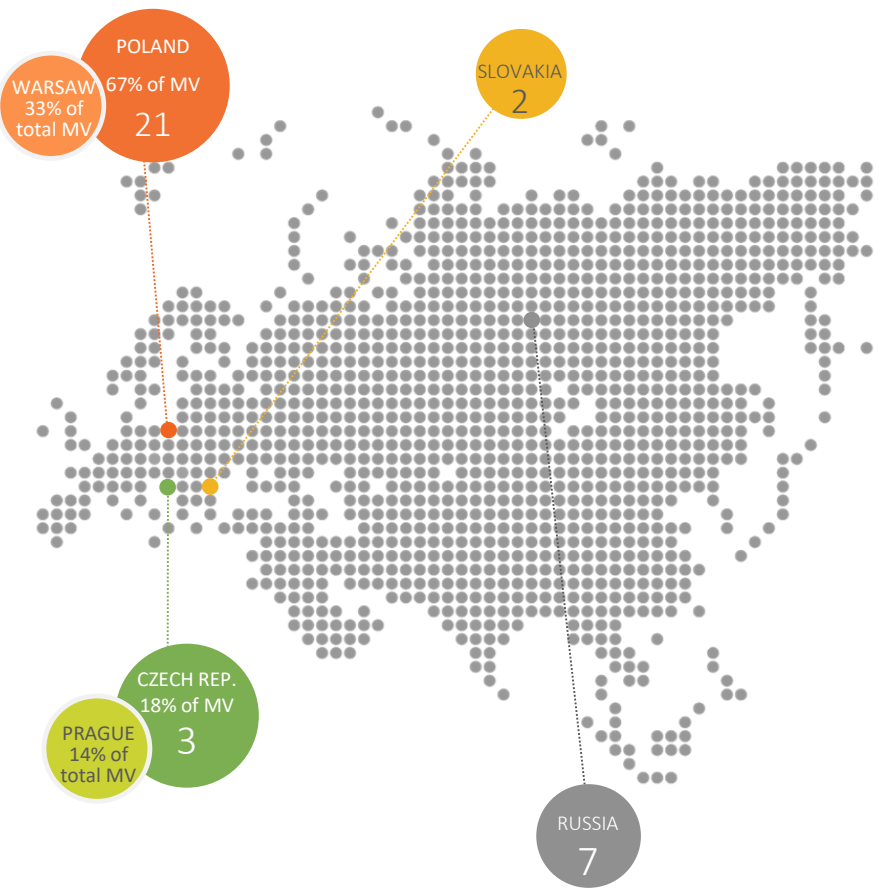 POLAND
67% of MV
21
WARSAW
33% of
total MV
SLOVAKIA
2
CZECH REP.
18% of MV
3
PRAGUE
14% of
total MV
RUSSIA
7